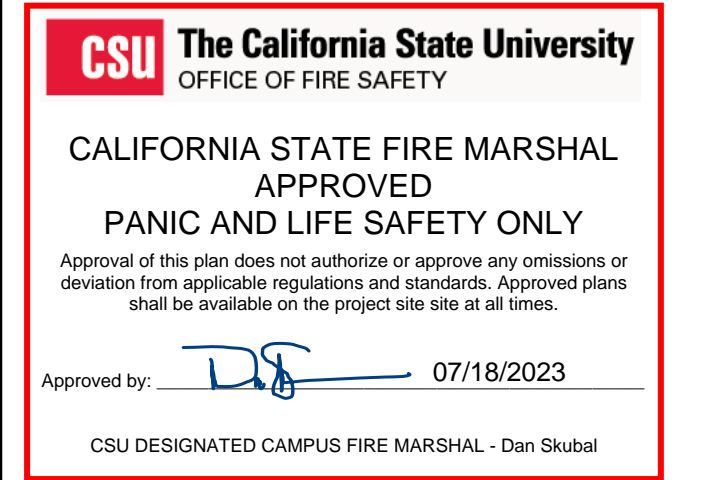 CSU The California State University
OFFICE OF FIRE SAFETY
CALIFORNIA STATE FIRE MARSHAL
APPROVED
PANIC AND LIFE SAFETY ONLY
Approval of this plan does not authorize or approve any omissions or
deviation from applicable regulations and standards. Approved plans
shall be available on the project site site at all times.
Approved by: 07/18/2023
CSU DESIGNATED CAMPUS FIRE MARSHAL - Dan Skubal